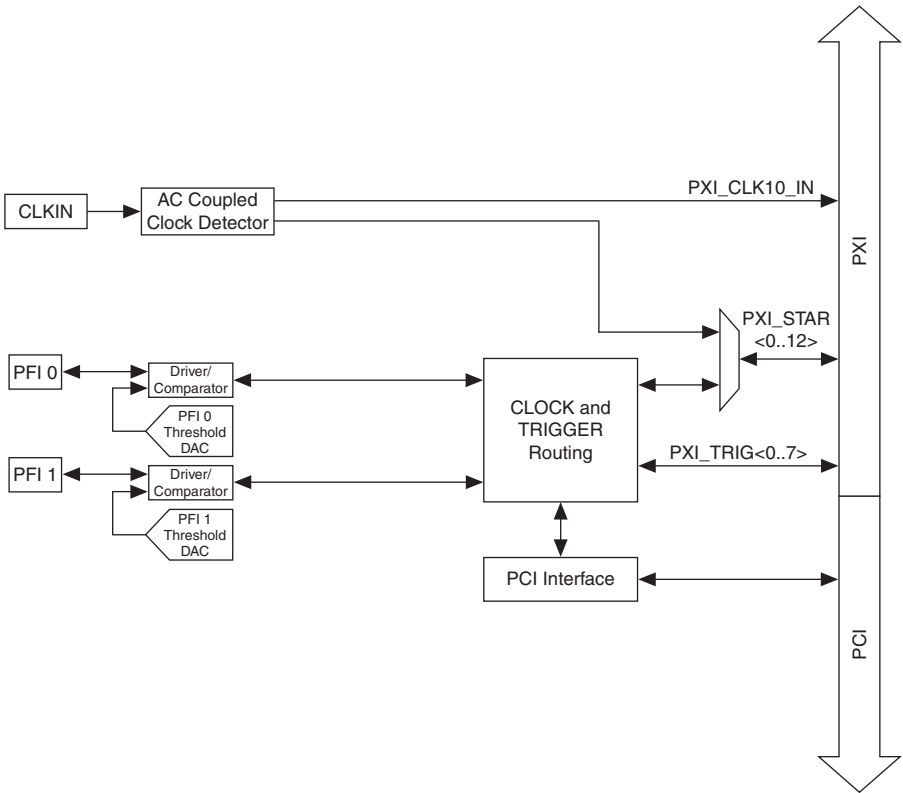 CLKIN
AC Coupled
Clock Detector
PXI_CLK10_IN
PXI
PXI_STAR
<0..12>
PFI 0
Driver/
Comparator
PFI 0
Threshold
DAC
CLOCK and
TRIGGER
Routing
PXI_TRIG<0..7>
PFI 1
Driver/
Comparator
PFI 1
Threshold
DAC
PCI Interface
PCI